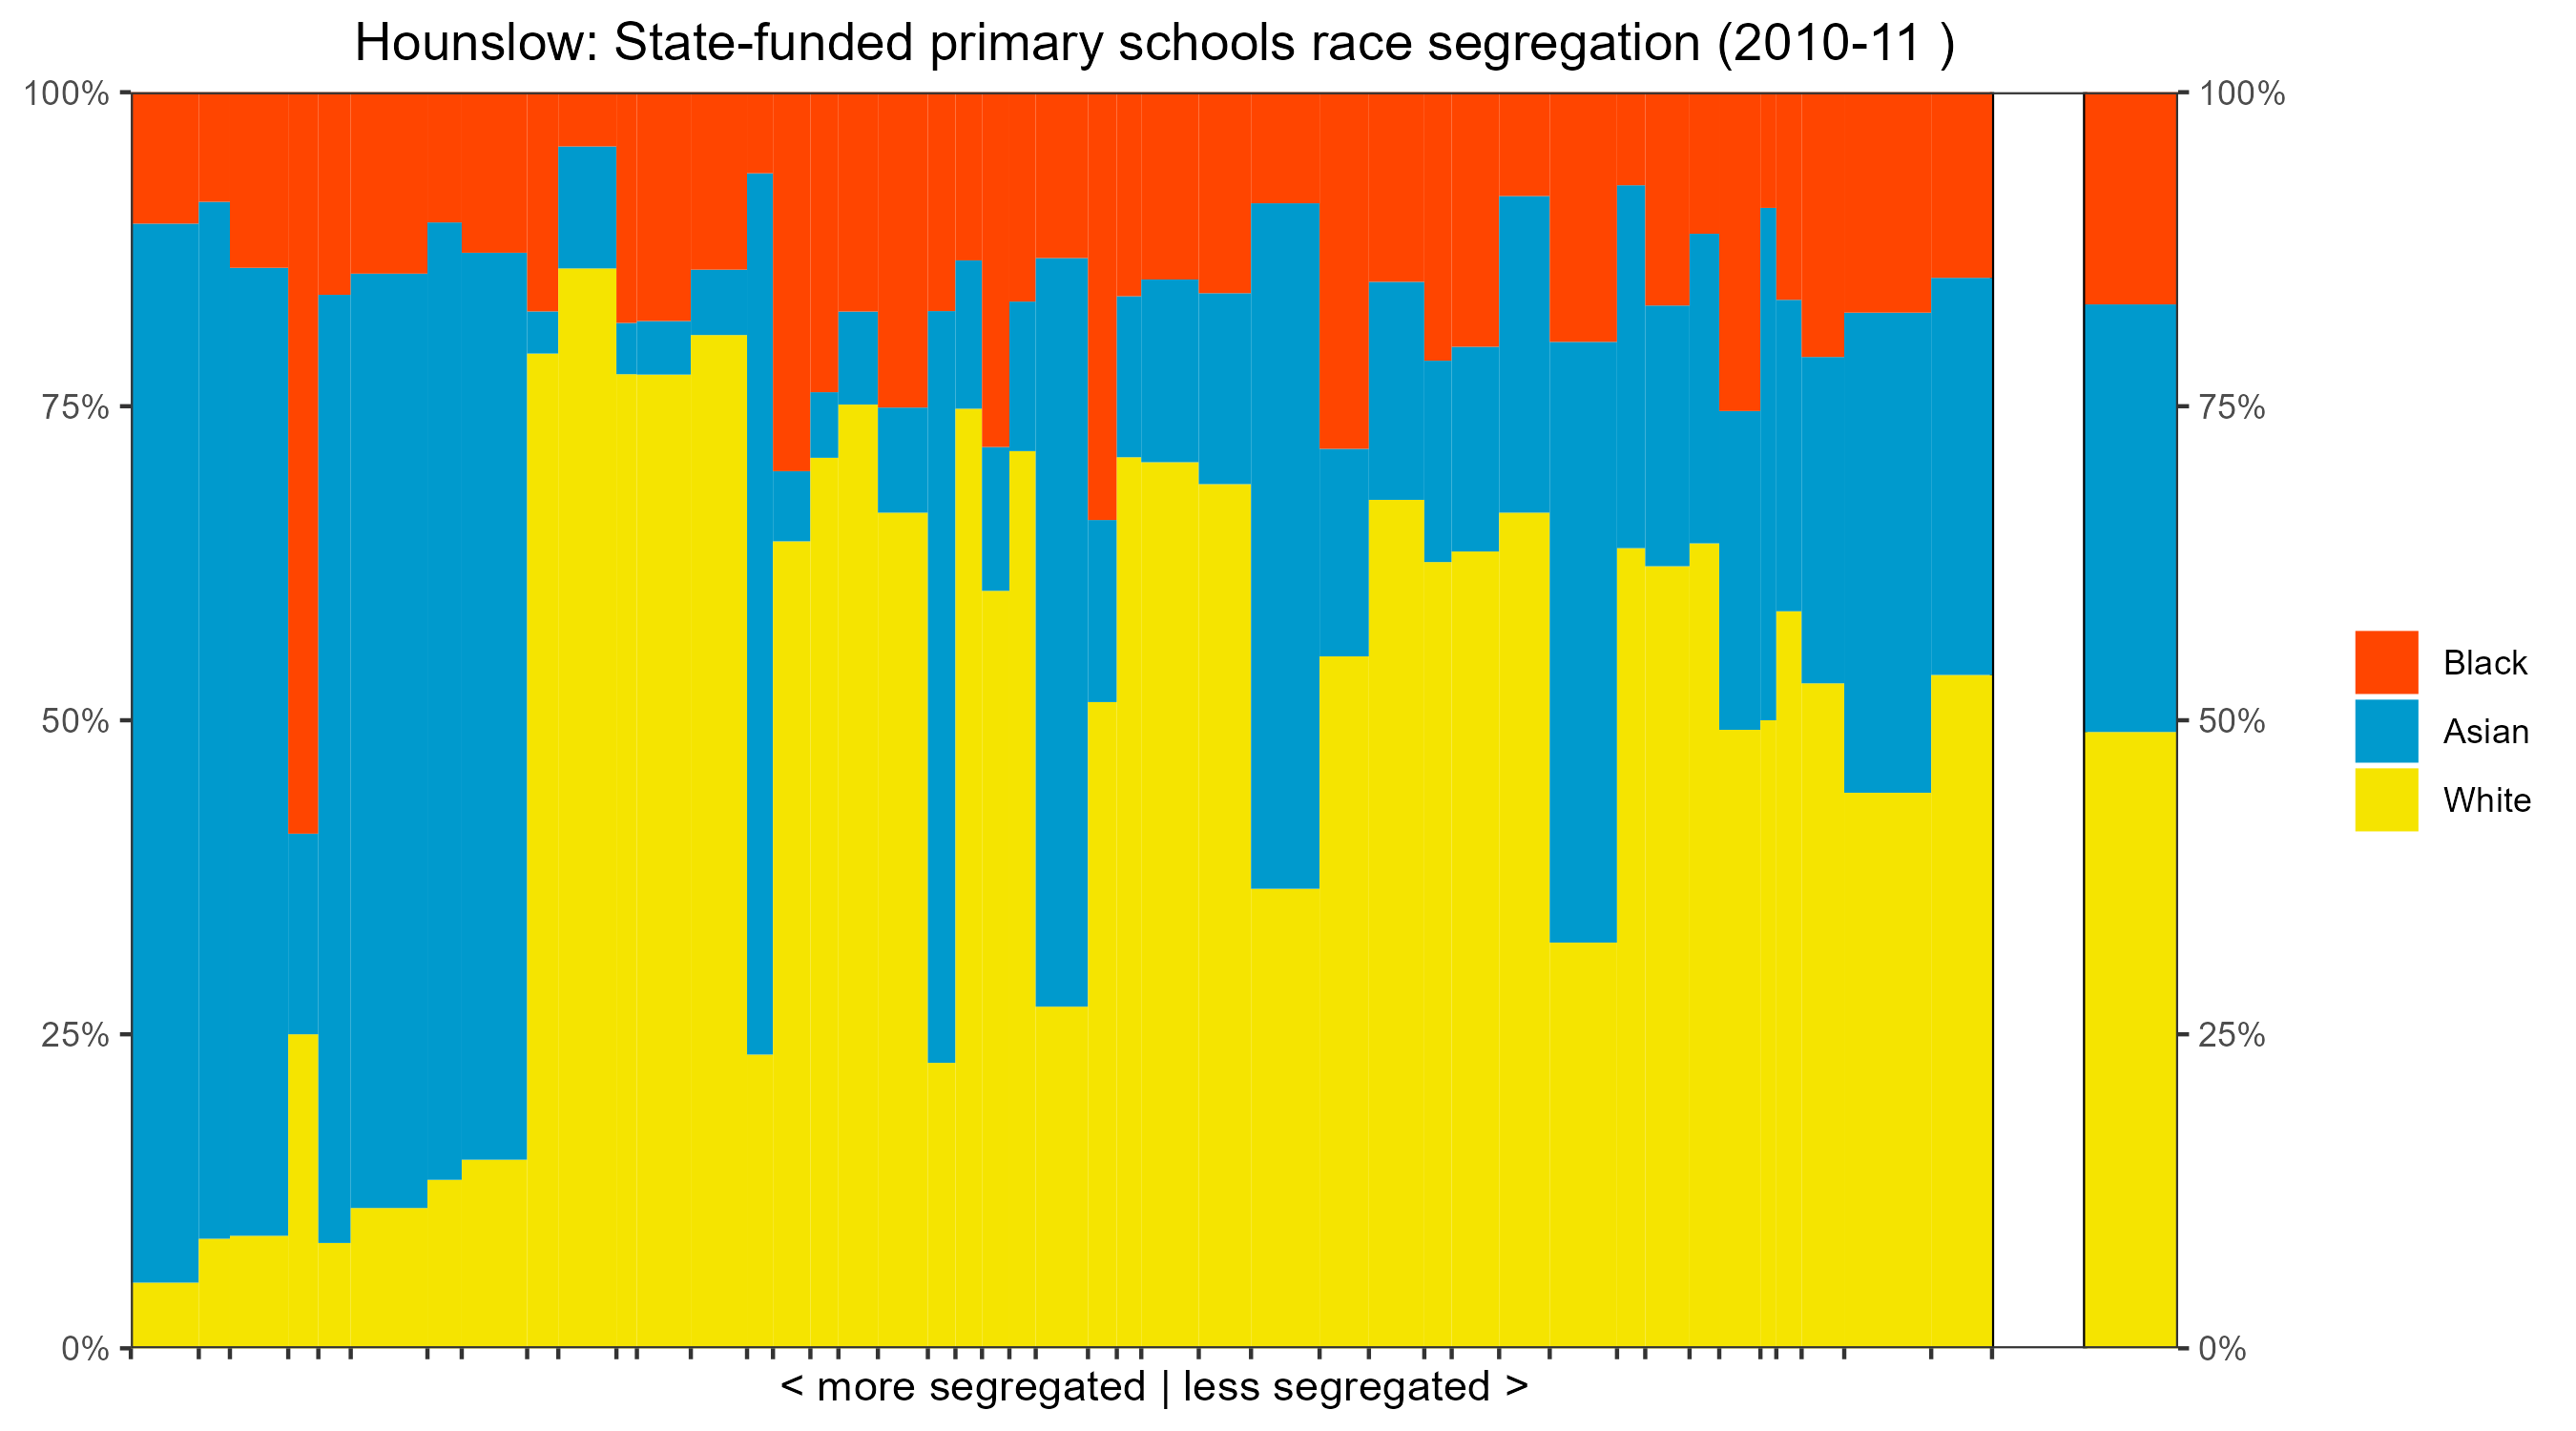 Hounslow: State-funded primary schools race segregation (2010-11 )
100%
75%
50%
25%
0%
100%
75%
50%
25%
0%
Black
Asian
White
< more segregated | less segregated >